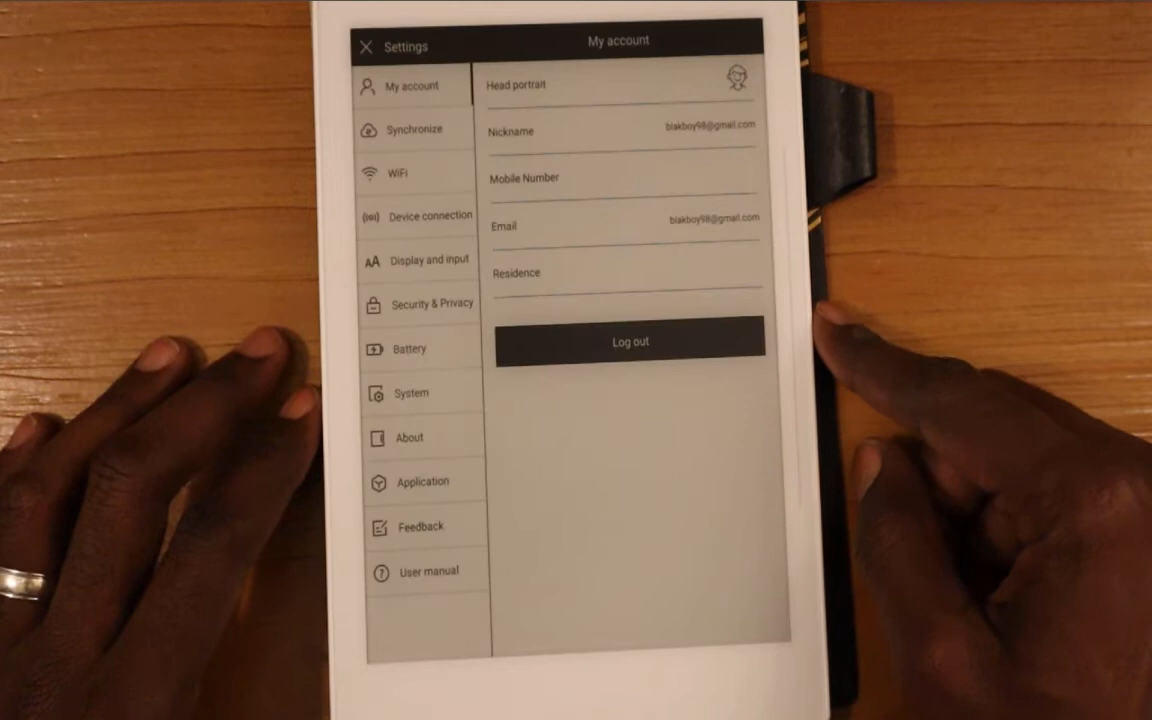 Settings
My account
My account
Synchronize
WiFi
Device connection
AA Display and input
Security & Privacy
Battery
System
About
Application
Feedback
? User manual
Head portrait
Nickname blakboy98@gmail.com
Mobile Number
Email blakboy98@gmail.com
Residence
Log out